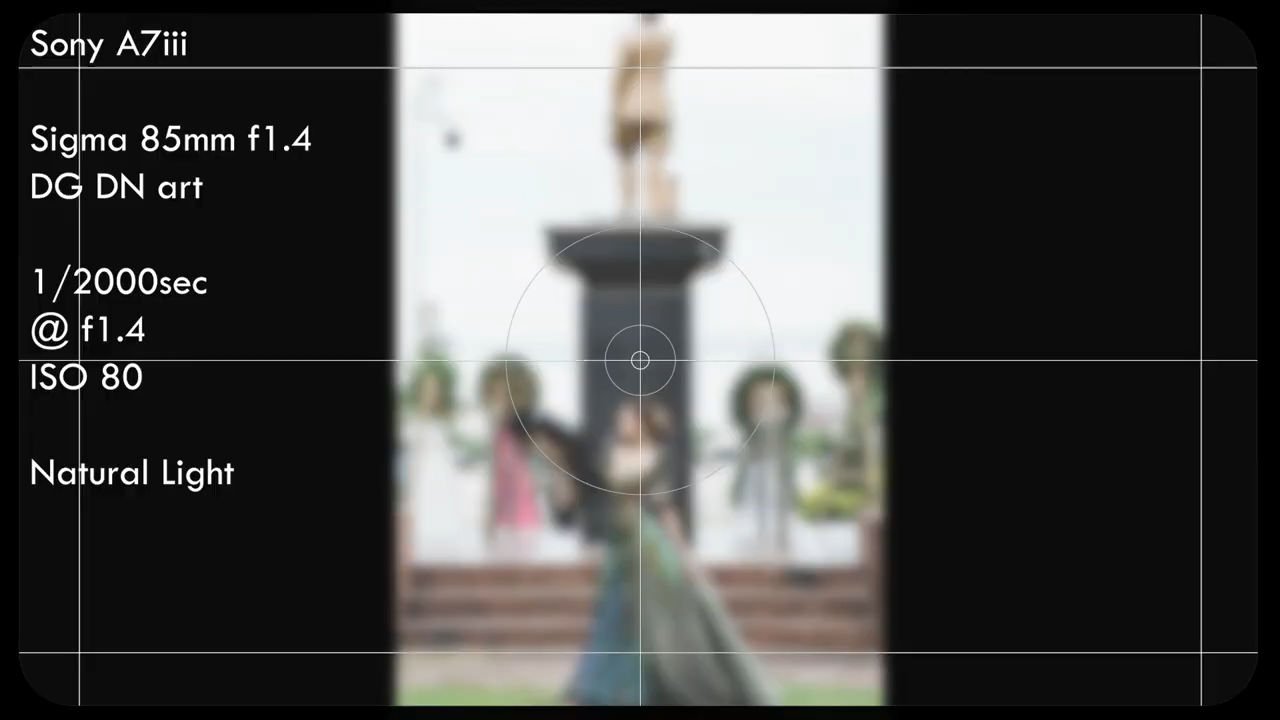 Sony A7iii
Sigma 85mm f1.4
DG DN art
1/2000sec
@ f1.4
ISO 80
Natural Light